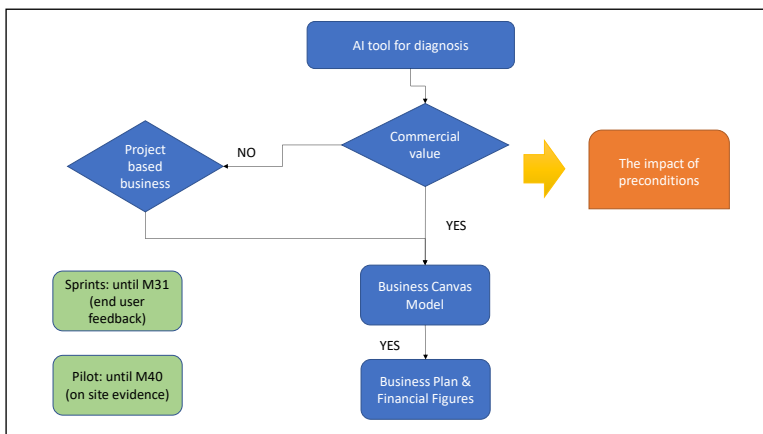 AI tool for diagnosis
Commercial
value
Project
based
business
NO
The impact of
preconditions
YES
Sprints: until M31
(end user
feedback)
Business Canvas
Model
YES
Pilot: until M40
(on site evidence)
Business Plan &
Financial Figures